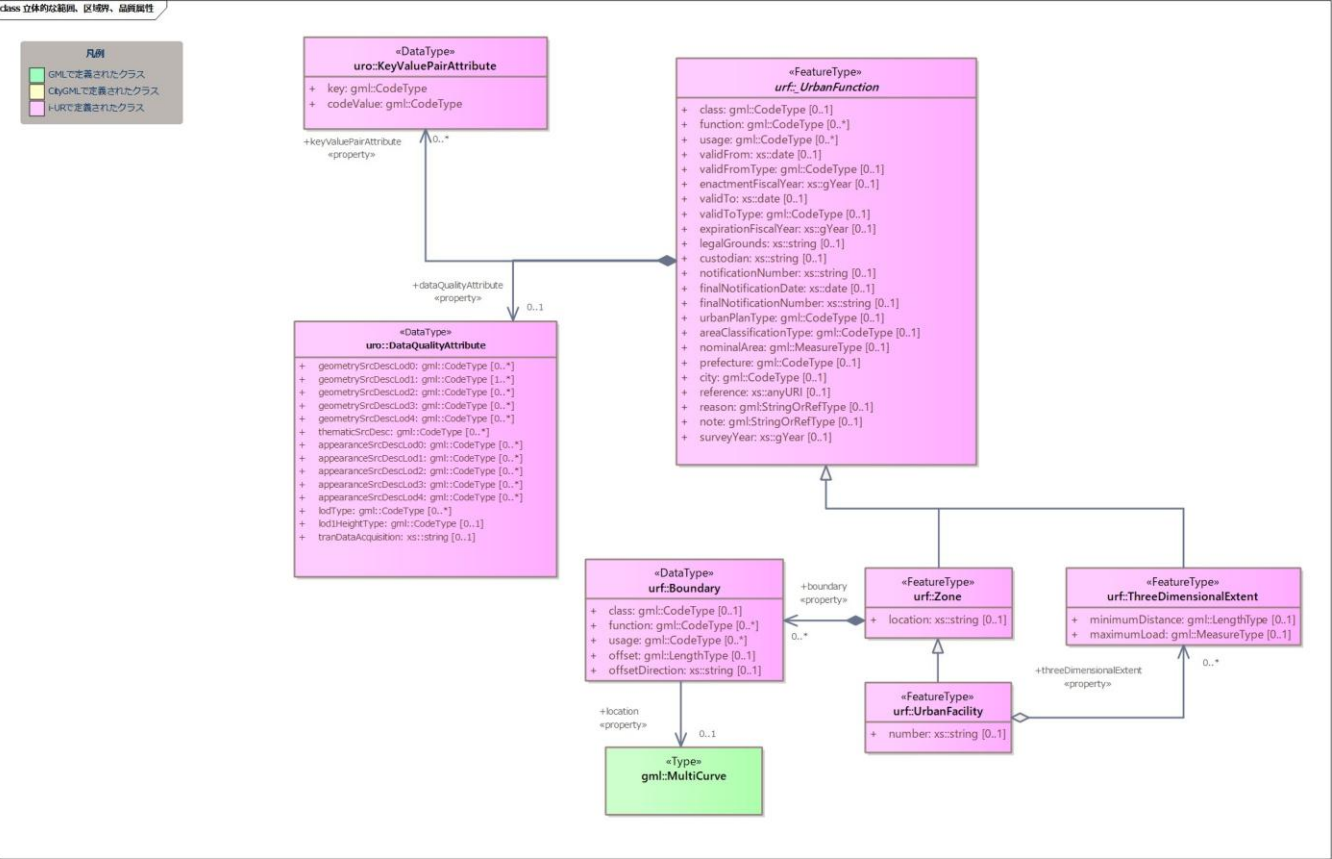 class 立体的な範囲、区域界、品質属性
凡例
GMLで定義されたクラス
CityGMLで定義されたクラス
i-URで定義されたクラス
«DataType»
uro::KeyValuePairAttribute
+ key: gml::CodeType
+ codeValue: gml::CodeType
+keyValuePairAttribute
«property»
0..*
«FeatureType»
urf::_UrbanFunction
+ class: gml::CodeType [0..1]
+ function: gml::CodeType [0..*]
+ usage: gml::CodeType [0..*]
+ validFrom: xs::date [0..1]
+ validFromType: gml::CodeType [0..1]
+ enactmentFiscalYear: xs::gYear [0..1]
+ validTo: xs::date [0..1]
+ validToType: gml::CodeType [0..1]
+ expirationFiscalYear: xs::gYear [0..1]
+ legalGrounds: xs::string [0..1]
+ custodian: xs::string [0..1]
+ notificationNumber: xs::string [0..1]
+ finalNotificationDate: xs::date [0..1]
+ finalNotificationNumber: xs::string [0..1]
+ urbanPlanType: gml::CodeType [0..1]
+ areaClassificationType: gml::CodeType [0..1]
+ nominalArea: gml::MeasureType [0..1]
+ prefecture: gml::CodeType [0..1]
+ city: gml::CodeType [0..1]
+ reference: xs::anyURI [0..1]
+ reason: gml:StringOrRefType [0..1]
+ note: gml:StringOrRefType [0..1]
+ surveyYear: xs::gYear [0..1]
+dataQualityAttribute
«property»
0..1
«DataType»
uro::DataQualityAttribute
+ geometrySrcDescLod0: gml::CodeType [0..*]
+ geometrySrcDescLod1: gml::CodeType [1..*]
+ geometrySrcDescLod2: gml::CodeType [0..*]
+ geometrySrcDescLod3: gml::CodeType [0..*]
+ geometrySrcDescLod4: gml::CodeType [0..*]
+ thematicSrcDesc: gml::CodeType [0..*]
+ appearanceSrcDescLod0: gml::CodeType [0..*]
+ appearanceSrcDescLod1: gml::CodeType [0..*]
+ appearanceSrcDescLod2: gml::CodeType [0..*]
+ appearanceSrcDescLod3: gml::CodeType [0..*]
+ appearanceSrcDescLod4: gml::CodeType [0..*]
+ lodType: gml::CodeType [0..*]
+ lod1HeightType: gml::CodeType [0..1]
+ tranDataAcquisition: xs::string [0..1]
«DataType»
urf::Boundary
+ class: gml::CodeType [0..1]
+ function: gml::CodeType [0..*]
+ usage: gml::CodeType [0..*]
+ offset: gml::LengthType [0..1]
+ offsetDirection: xs::string [0..1]
+boundary
«property»
0..*
«FeatureType»
urf::Zone
+ location: xs::string [0..1]
«FeatureType»
urf::ThreeDimensionalExtent
+ minimumDistance: gml::LengthType [0..1]
+ maximumLoad: gml::MeasureType [0..1]
+threeDimensionalExtent
«property»
0..*
«FeatureType»
urf::UrbanFacility
+ number: xs::string [0..1]
+location
«property»
0..1
«Type»
gml::MultiCurve